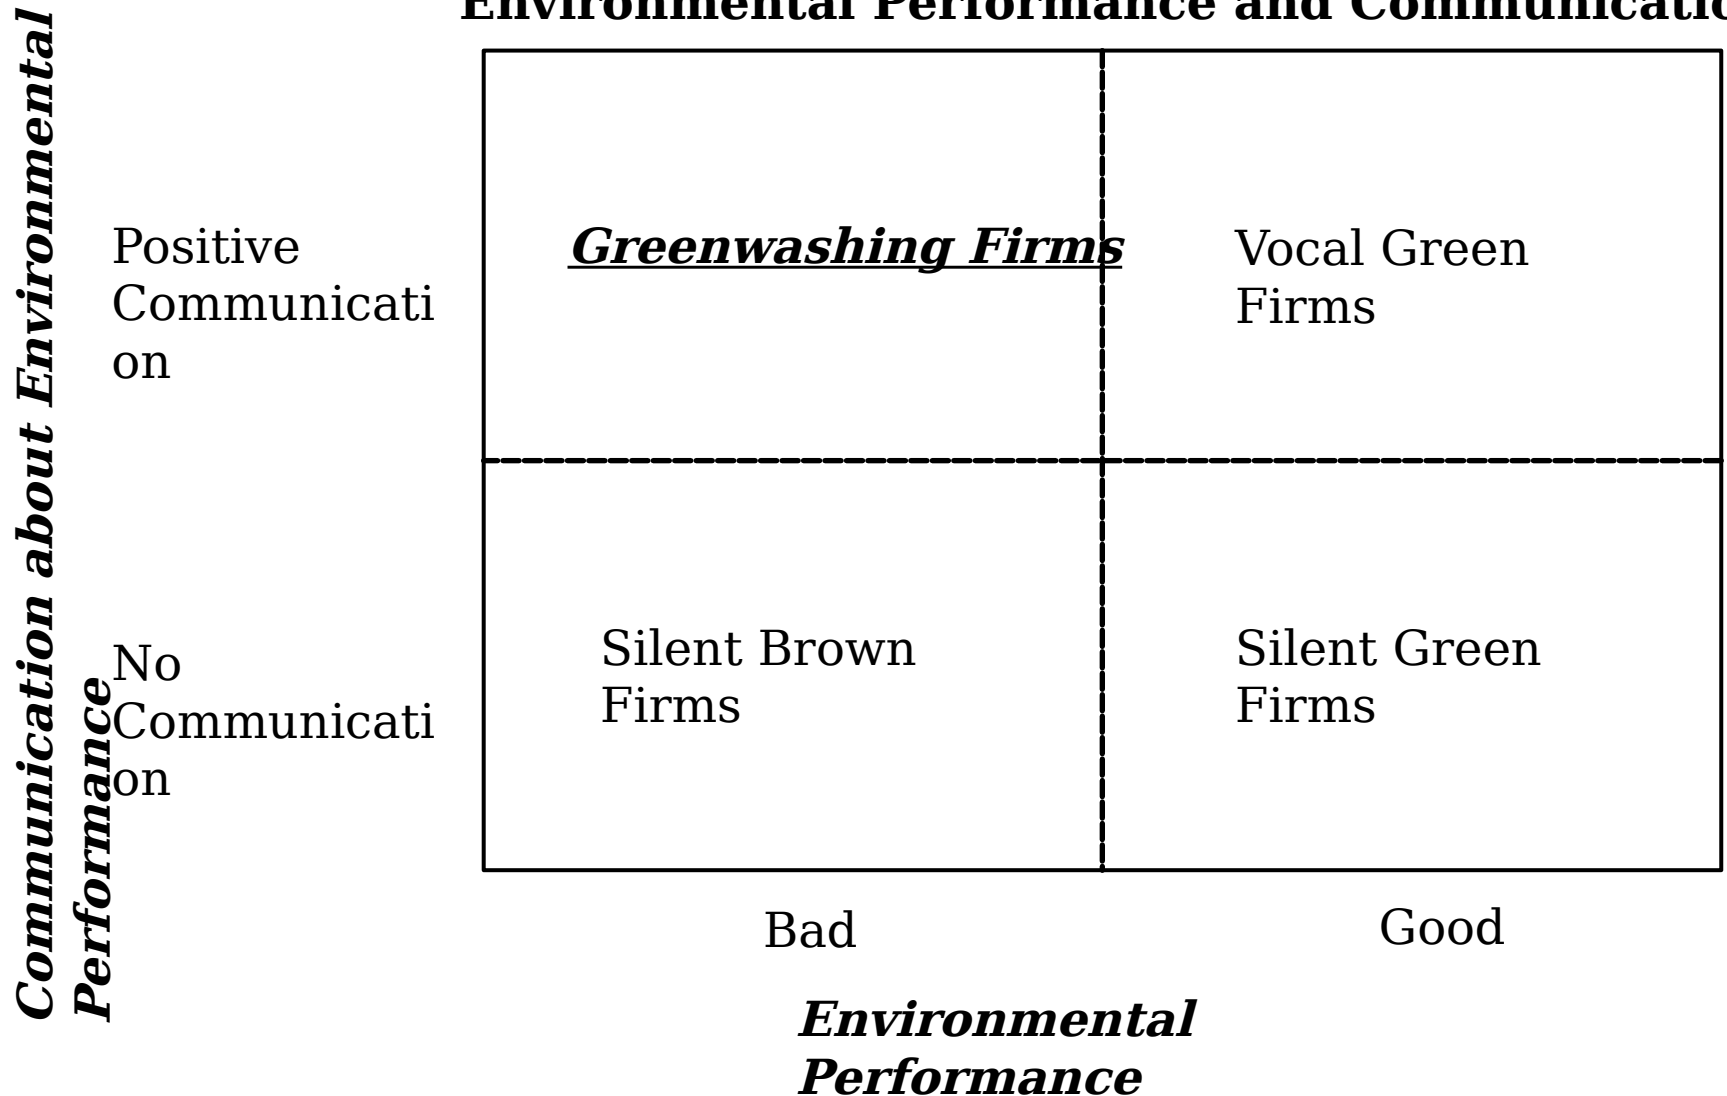 Environmental Performance and Communicatio
Communication about Environmental
Performance
Positive
Communicati
on
Greenwashing Firms
Vocal Green
Firms
No
Communicati
on
Silent Brown
Firms
Silent Green
Firms
Bad
Good
Environmental
Performance